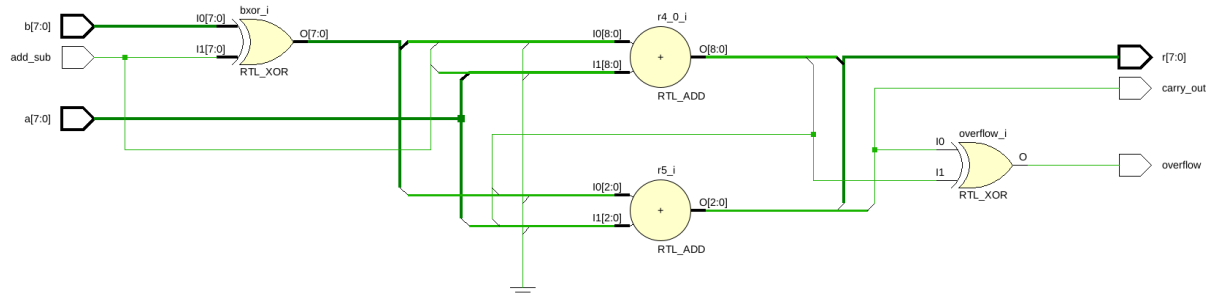 bxor_i
r4_0_i
b[7:0]
I0[7:0]
O[7:0]
I0[8:0]
O[8:0]
add_sub
I1[7:0]
+
r[7:0]
RTL_XOR
I1[8:0]
carry_out
RTL_ADD
a[7:0]
overflow_i
I0
r5_i
O
overflow
I1
I0[2:0]
RTL_XOR
O[2:0]
+
I1[2:0]
RTL_ADD